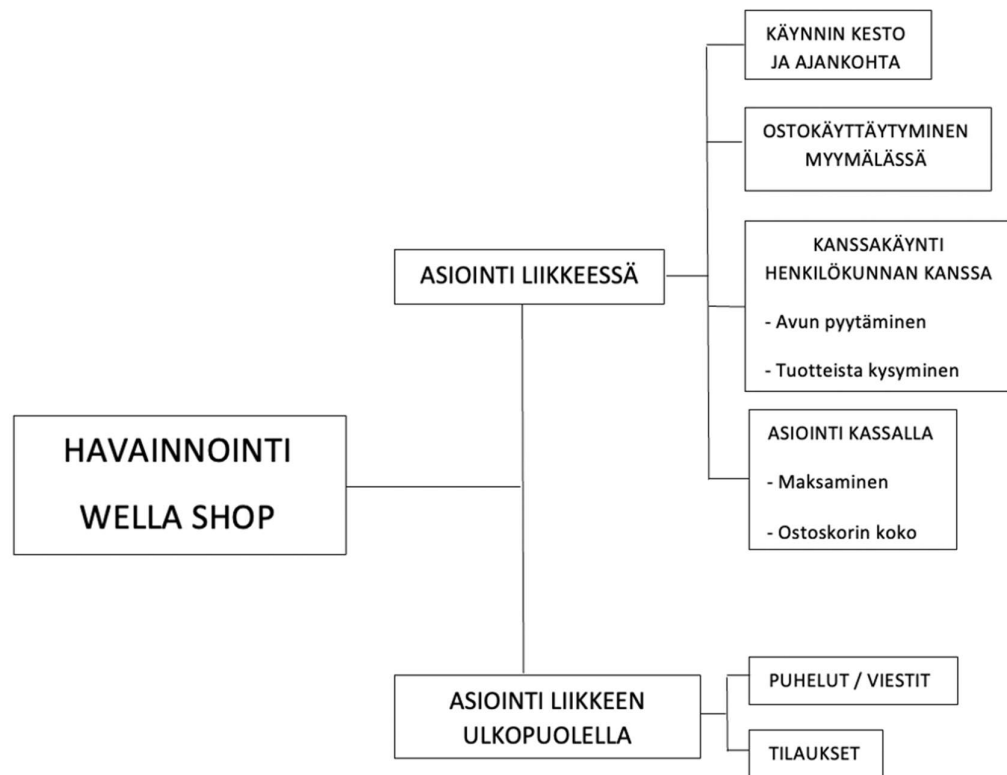 HAVAINNOINTI
WELLA SHOP
ASIOINTI LIIKKEESSÄ
KÄYNNIN KESTO
JA AJANKOHTA
OSTOKÄYTTÄYTYMINEN
MYYMÄLÄSSÄ
KANSSAKÄYNTI
HENKILÖKUNNAN KANSSA
- Avun pyytäminen
- Tuotteista kysyminen
ASIOINTI KASSALLA
- Maksaminen
- Ostoskorin koko
ASIOINTI LIIKKEEN
ULKOPUOLELLA
PUHELUT / VIESTIT
TILAUKSET